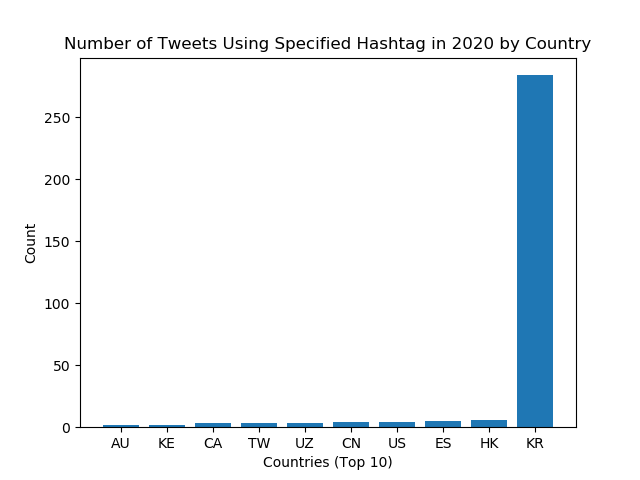 Number of Tweets Using Specified Hashtag in 2020 by Country
250
200
150
100
50
0
Count
AU KE CA TW UZ CN US ES HK KR
Countries (Top 10)